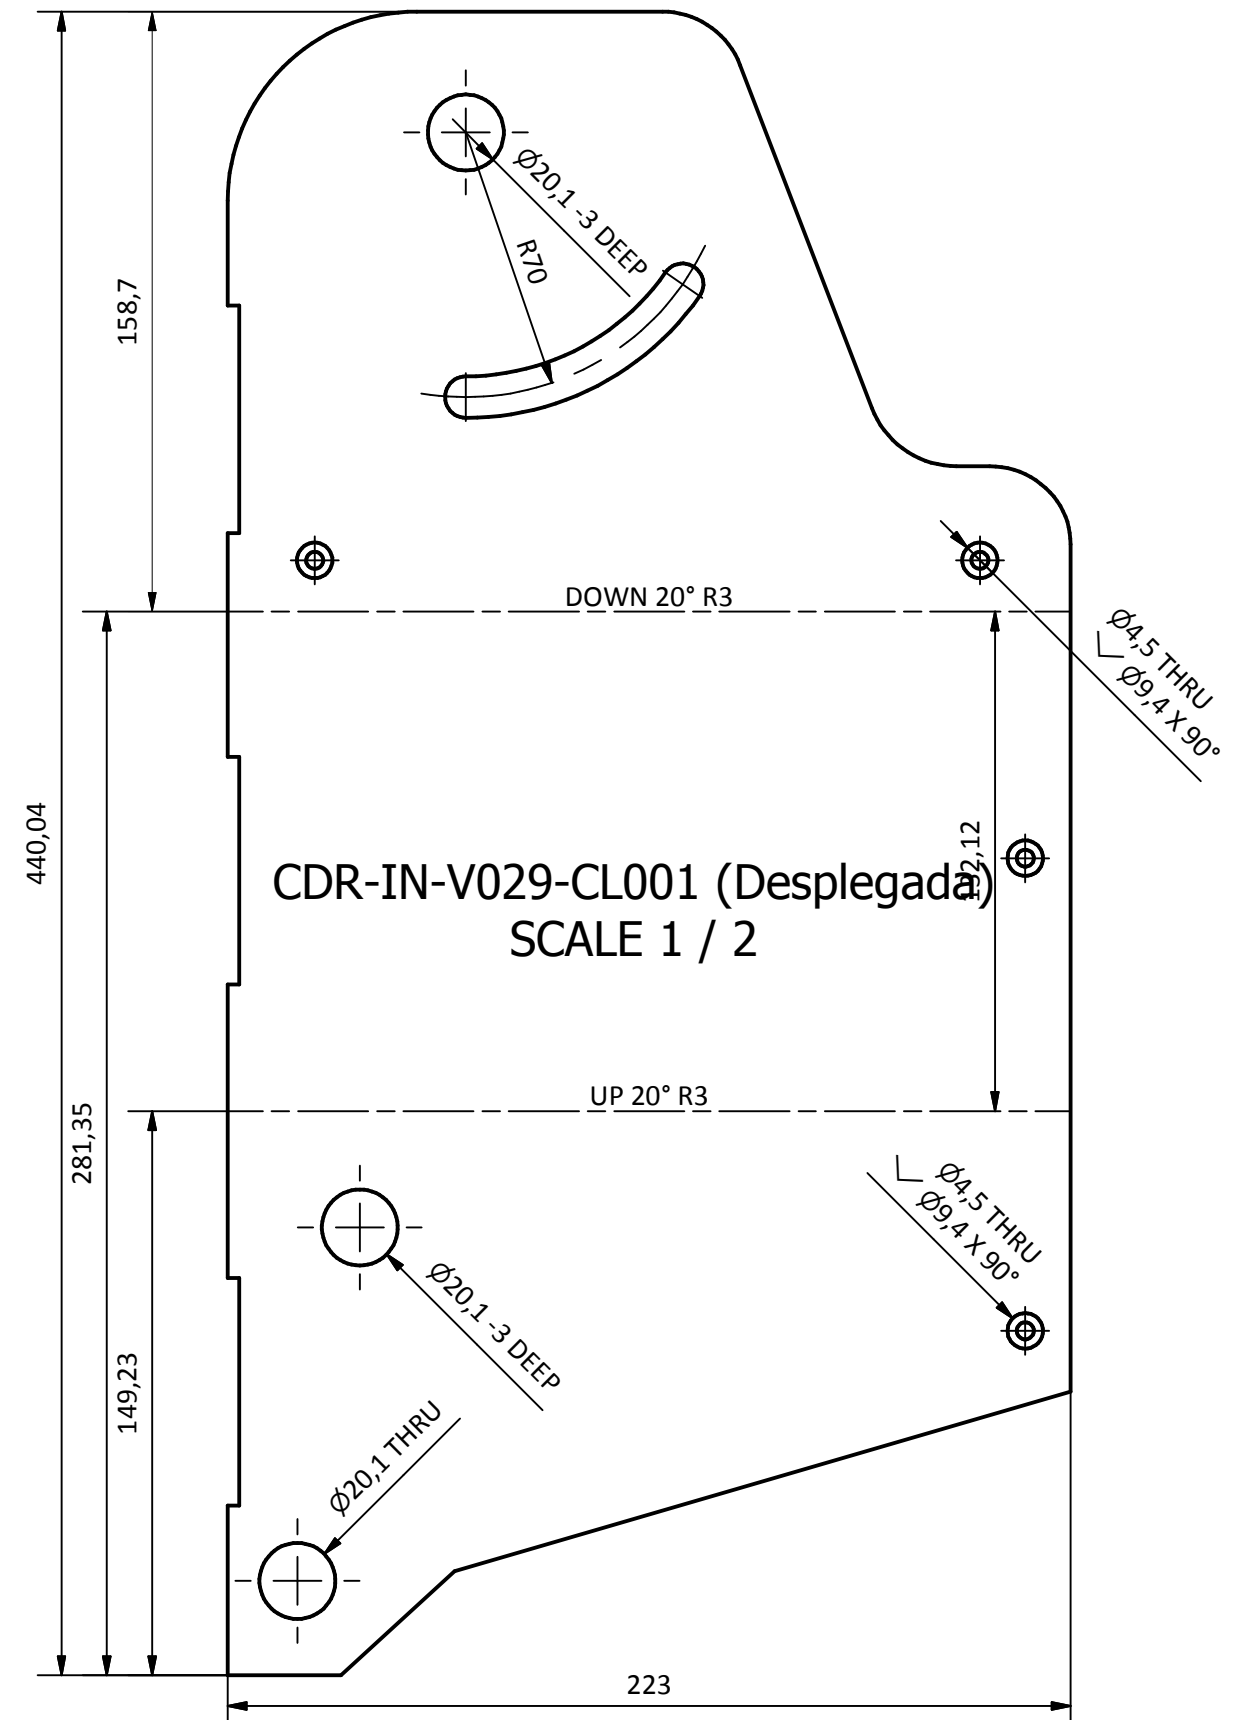 Ø20,1 -3 DEEP
R70
158,7
DOWN 20° R3
Ø4,5 THRU
Ø9,4 X 90°
440,04
132,12
CDR-IN-V029-CL001 (Desplegada)
SCALE 1 / 2
UP 20° R3
281,35
Ø4,5 THRU
Ø9,4 X 90°
Ø20,1 -3 DEEP
149,23
Ø20,1 THRU
223